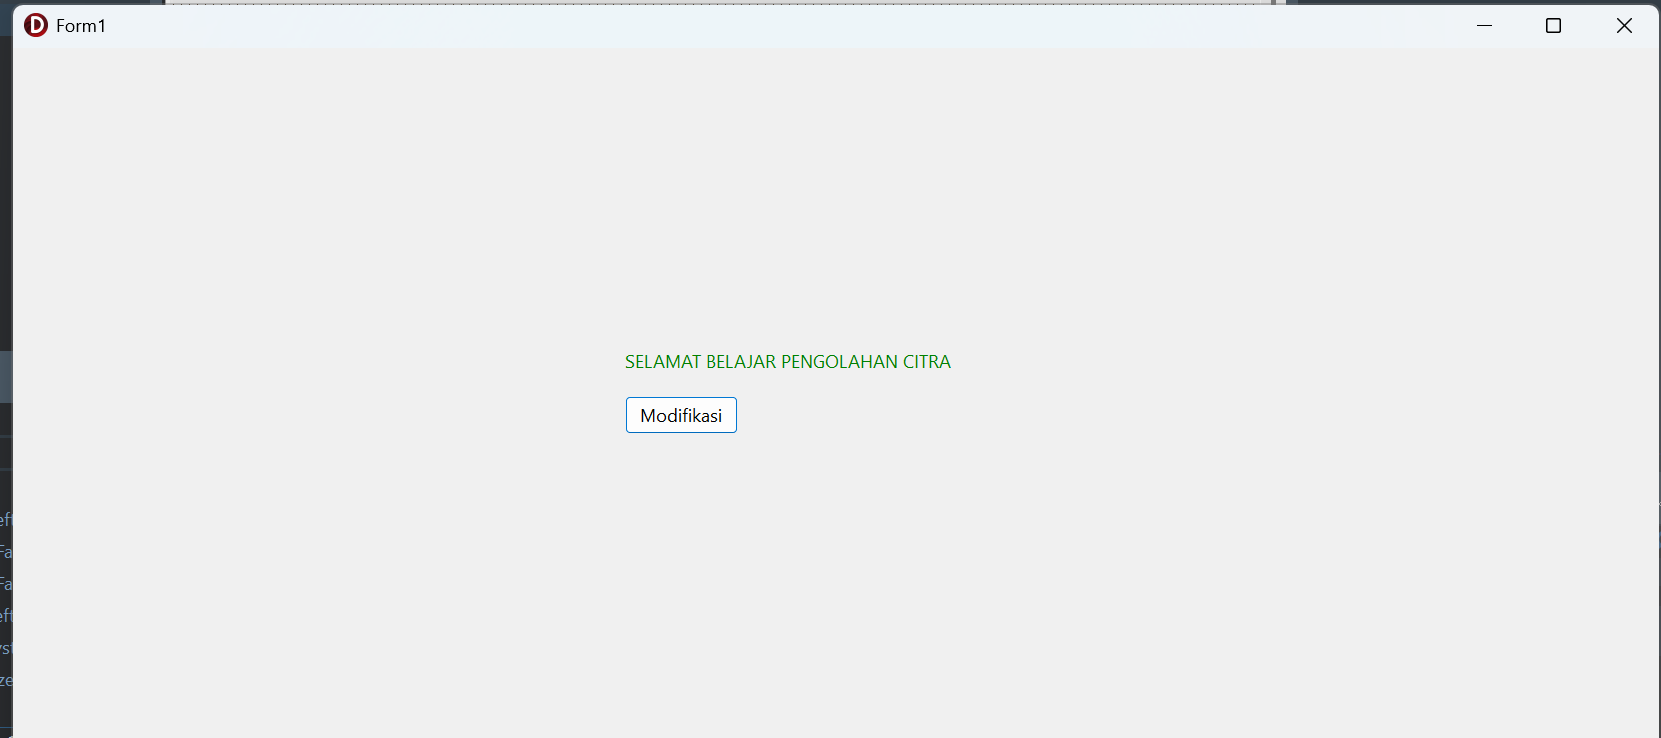 Form1
SELAMAT BELAJAR PENGOLAHAN CITRA
Modifikasi